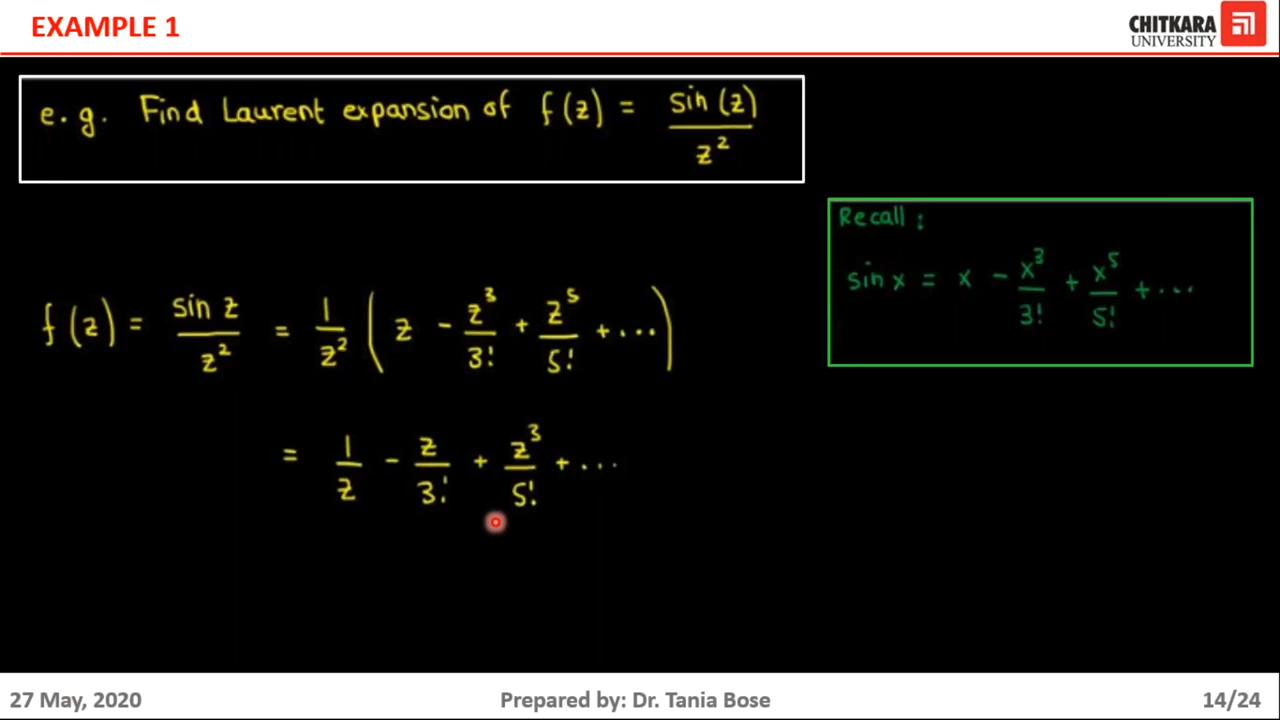 EXAMPLE 1
CHITKARA
UNIVERSITY
e.g. Find Laurent expansion of f(z) = sin(z)/z²
Recall:
sin x = x - x³/3! + x⁵/5! + ...
f(z) = sin z/z² = 1/z² (z - z³/3! + z⁵/5! + ...)
= 1/z - z/3! + z³/5! + ...
27 May, 2020 Prepared by: Dr. Tania Bose 14/24